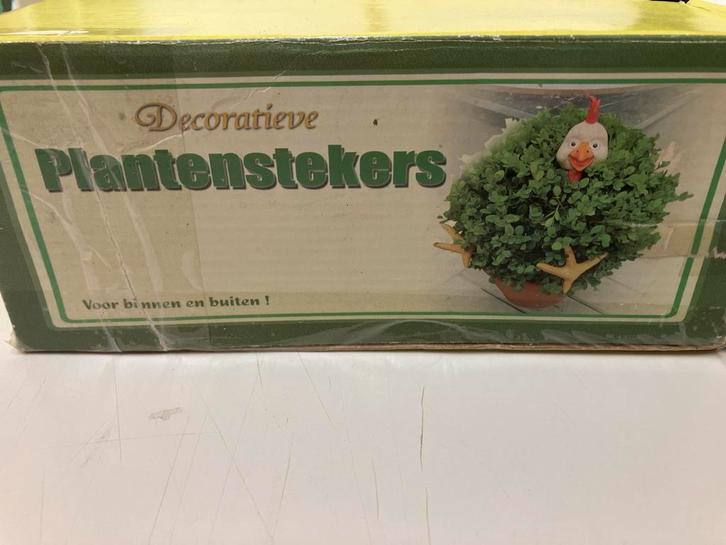 Decoratieve
Plantenstekers
Voor binnen en buiten !